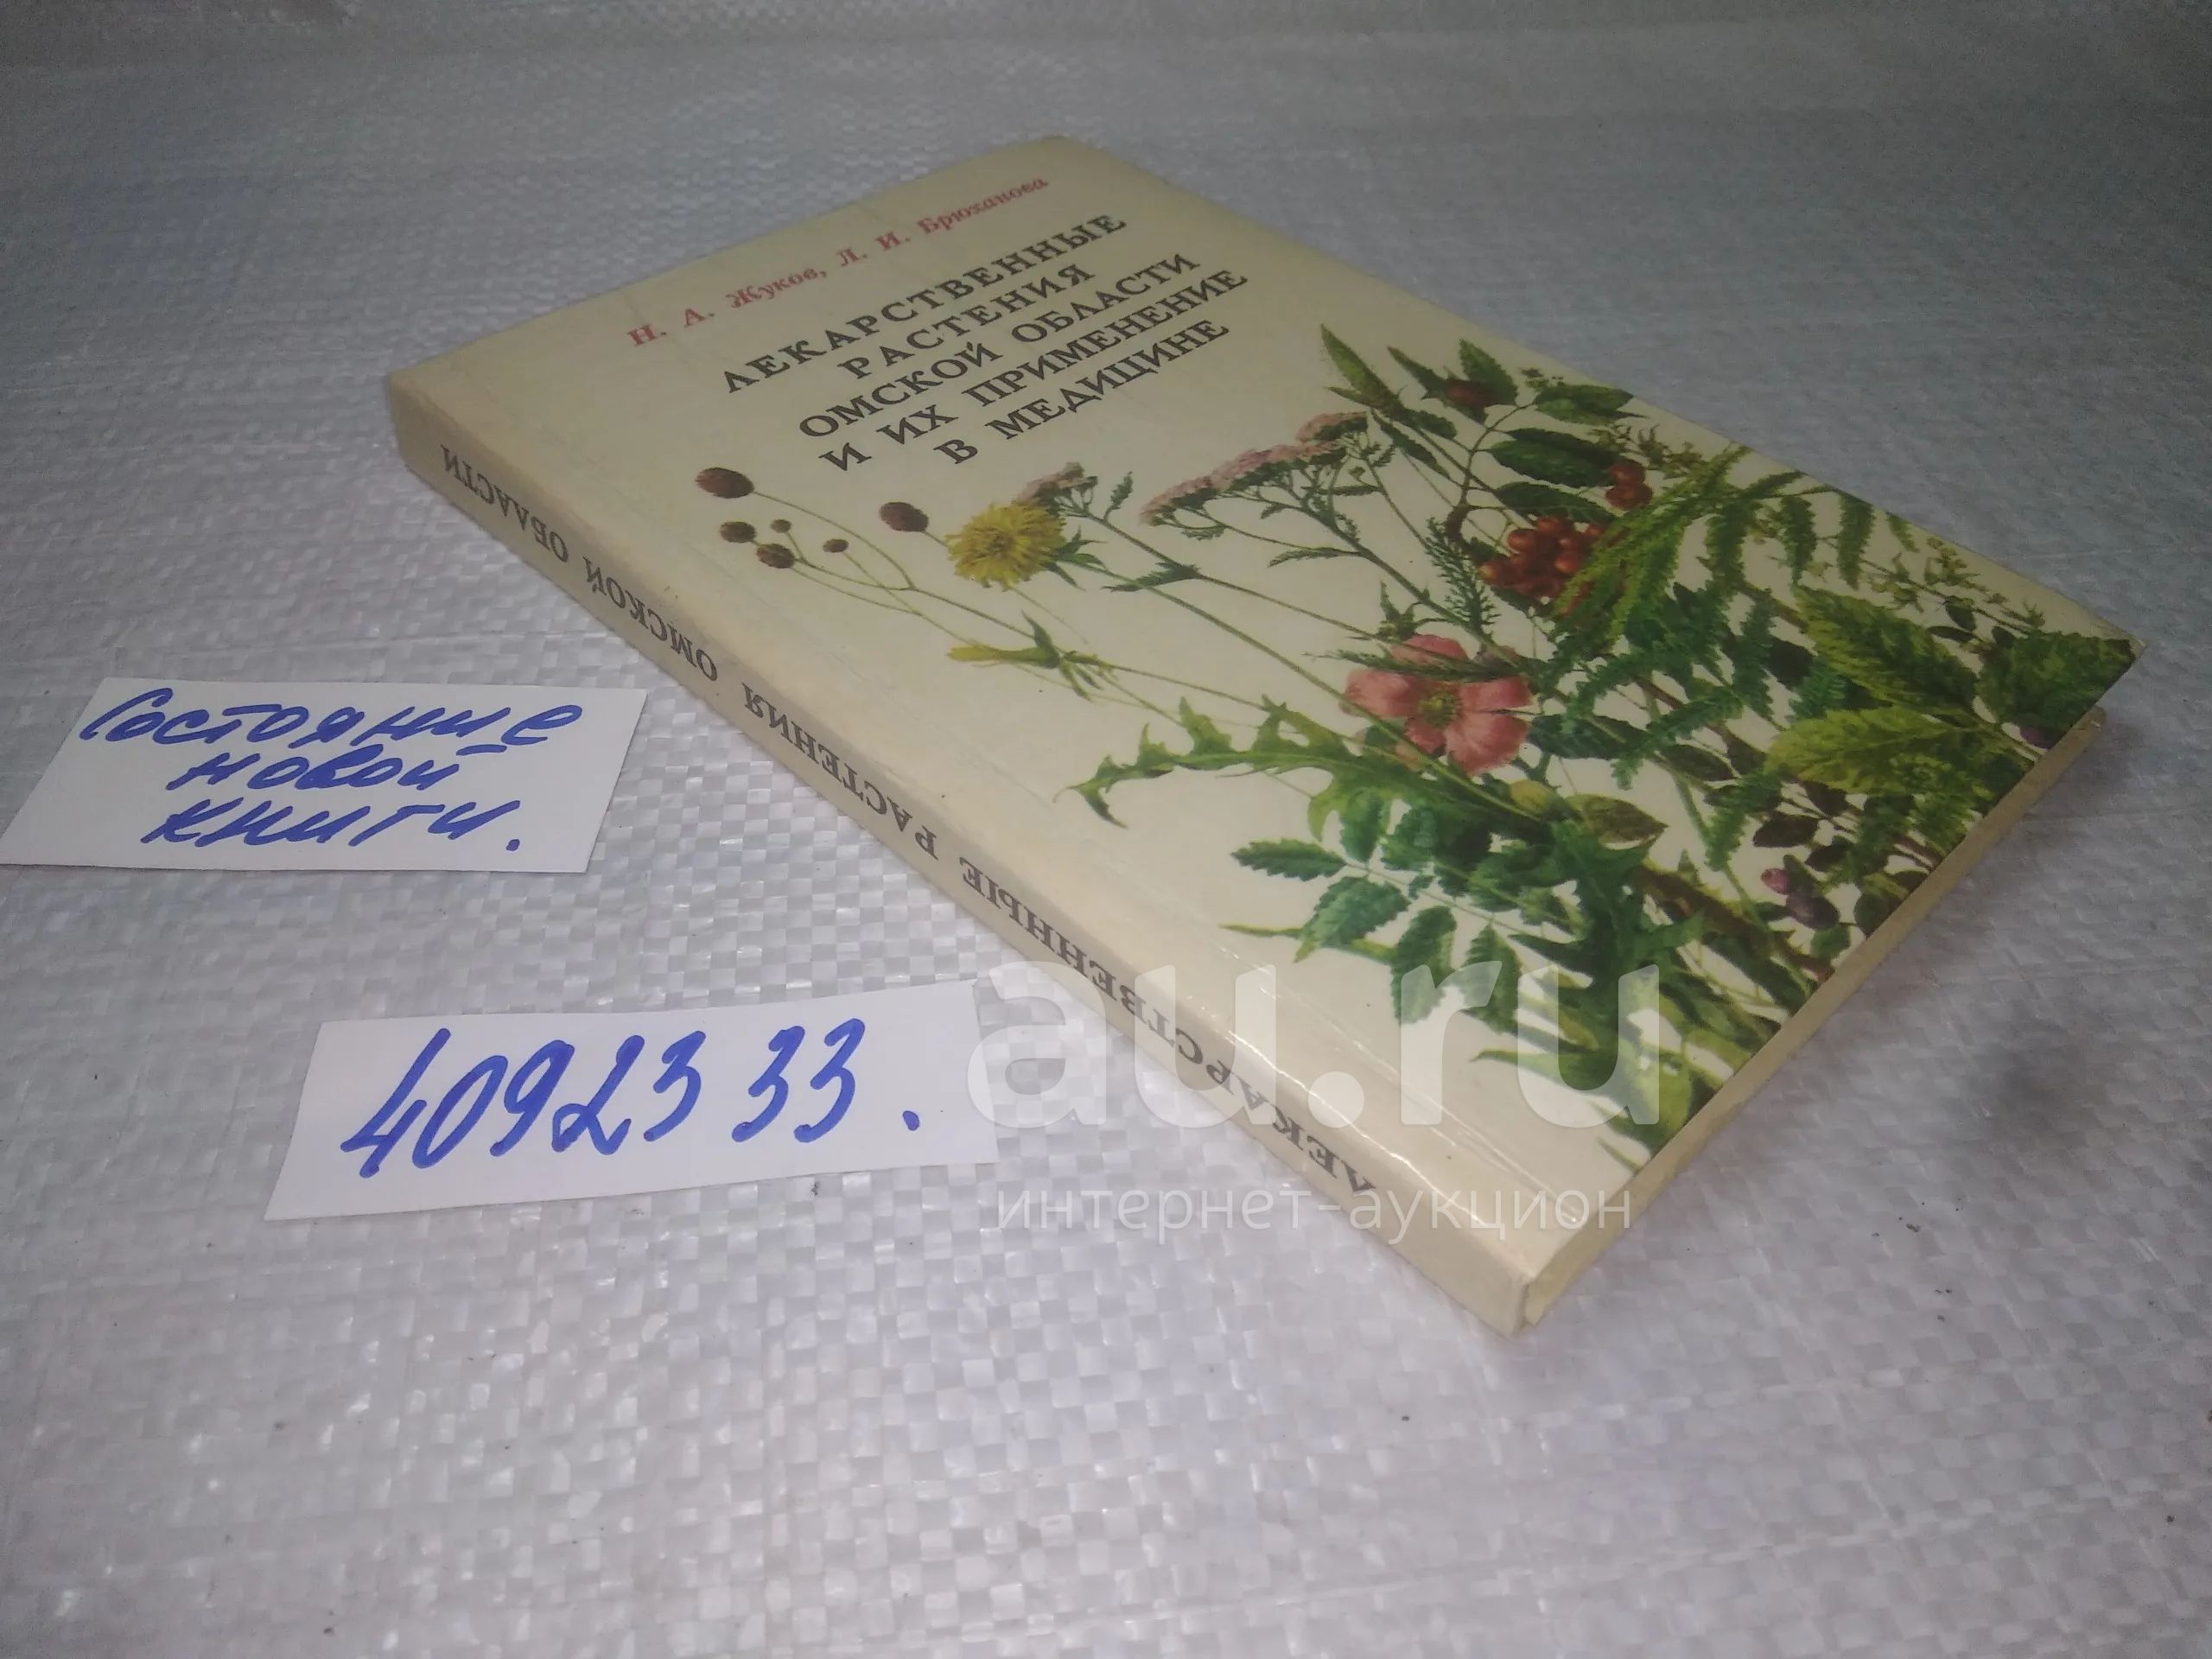 Н. А. Жуков, Л. И. Брюханова
ЛЕКАРСТВЕННЫЕ
РАСТЕНИЯ
ОМСКОЙ ОБЛАСТИ
И ИХ ПРИМЕНЕНИЕ
В МЕДИЦИНЕ
ЛЕКАРСТВЕННЫЕ РАСТЕНИЯ ОМСКОЙ ОБЛАСТИ
Состояние
новой
книги.
4092333.
au.ru
интернет-аукцион